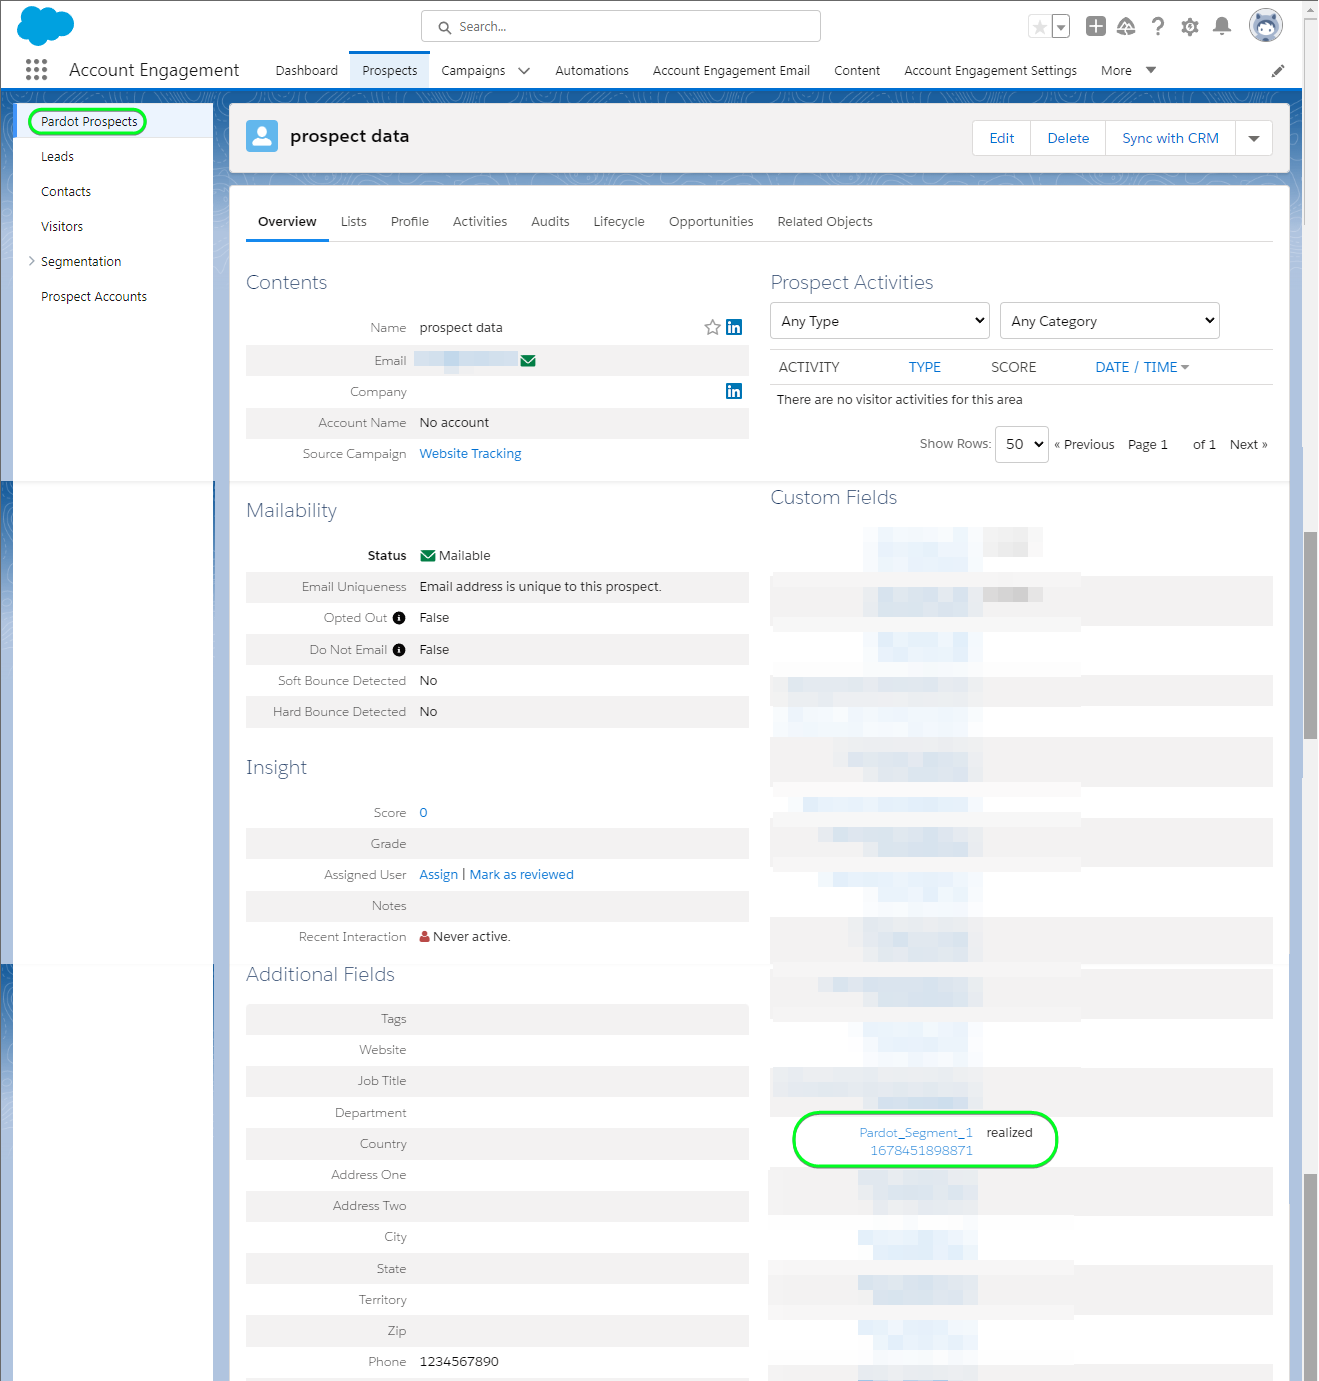 Search...
Account Engagement
Dashboard
Prospects
Campaigns
Automations
Account Engagement Email
Content
Account Engagement Settings
More
Pardot Prospects
Leads
Contacts
Visitors
Segmentation
Prospect Accounts
prospect data
Edit
Delete
Sync with CRM
Overview
Lists
Profile
Activities
Audits
Lifecycle
Opportunities
Related Objects
Contents
Name prospect data
Email
Company
Account Name No account
Source Campaign Website Tracking
Mailability
Status Mailable
Email Uniqueness Email address is unique to this prospect.
Opted Out False
Do Not Email False
Soft Bounce Detected No
Hard Bounce Detected No
Insight
Score 0
Grade
Assigned User Assign | Mark as reviewed
Notes
Recent Interaction Never active.
Additional Fields
Tags
Website
Job Title
Department
Country
Address One
Address Two
City
State
Territory
Zip
Phone 1234567890
Prospect Activities
Any Type
Any Category
ACTIVITY TYPE SCORE DATE / TIME
There are no visitor activities for this area
Show Rows: 50 « Previous Page 1 of 1 Next »
Custom Fields
Pardot_Segment_1 realized
1678451898871